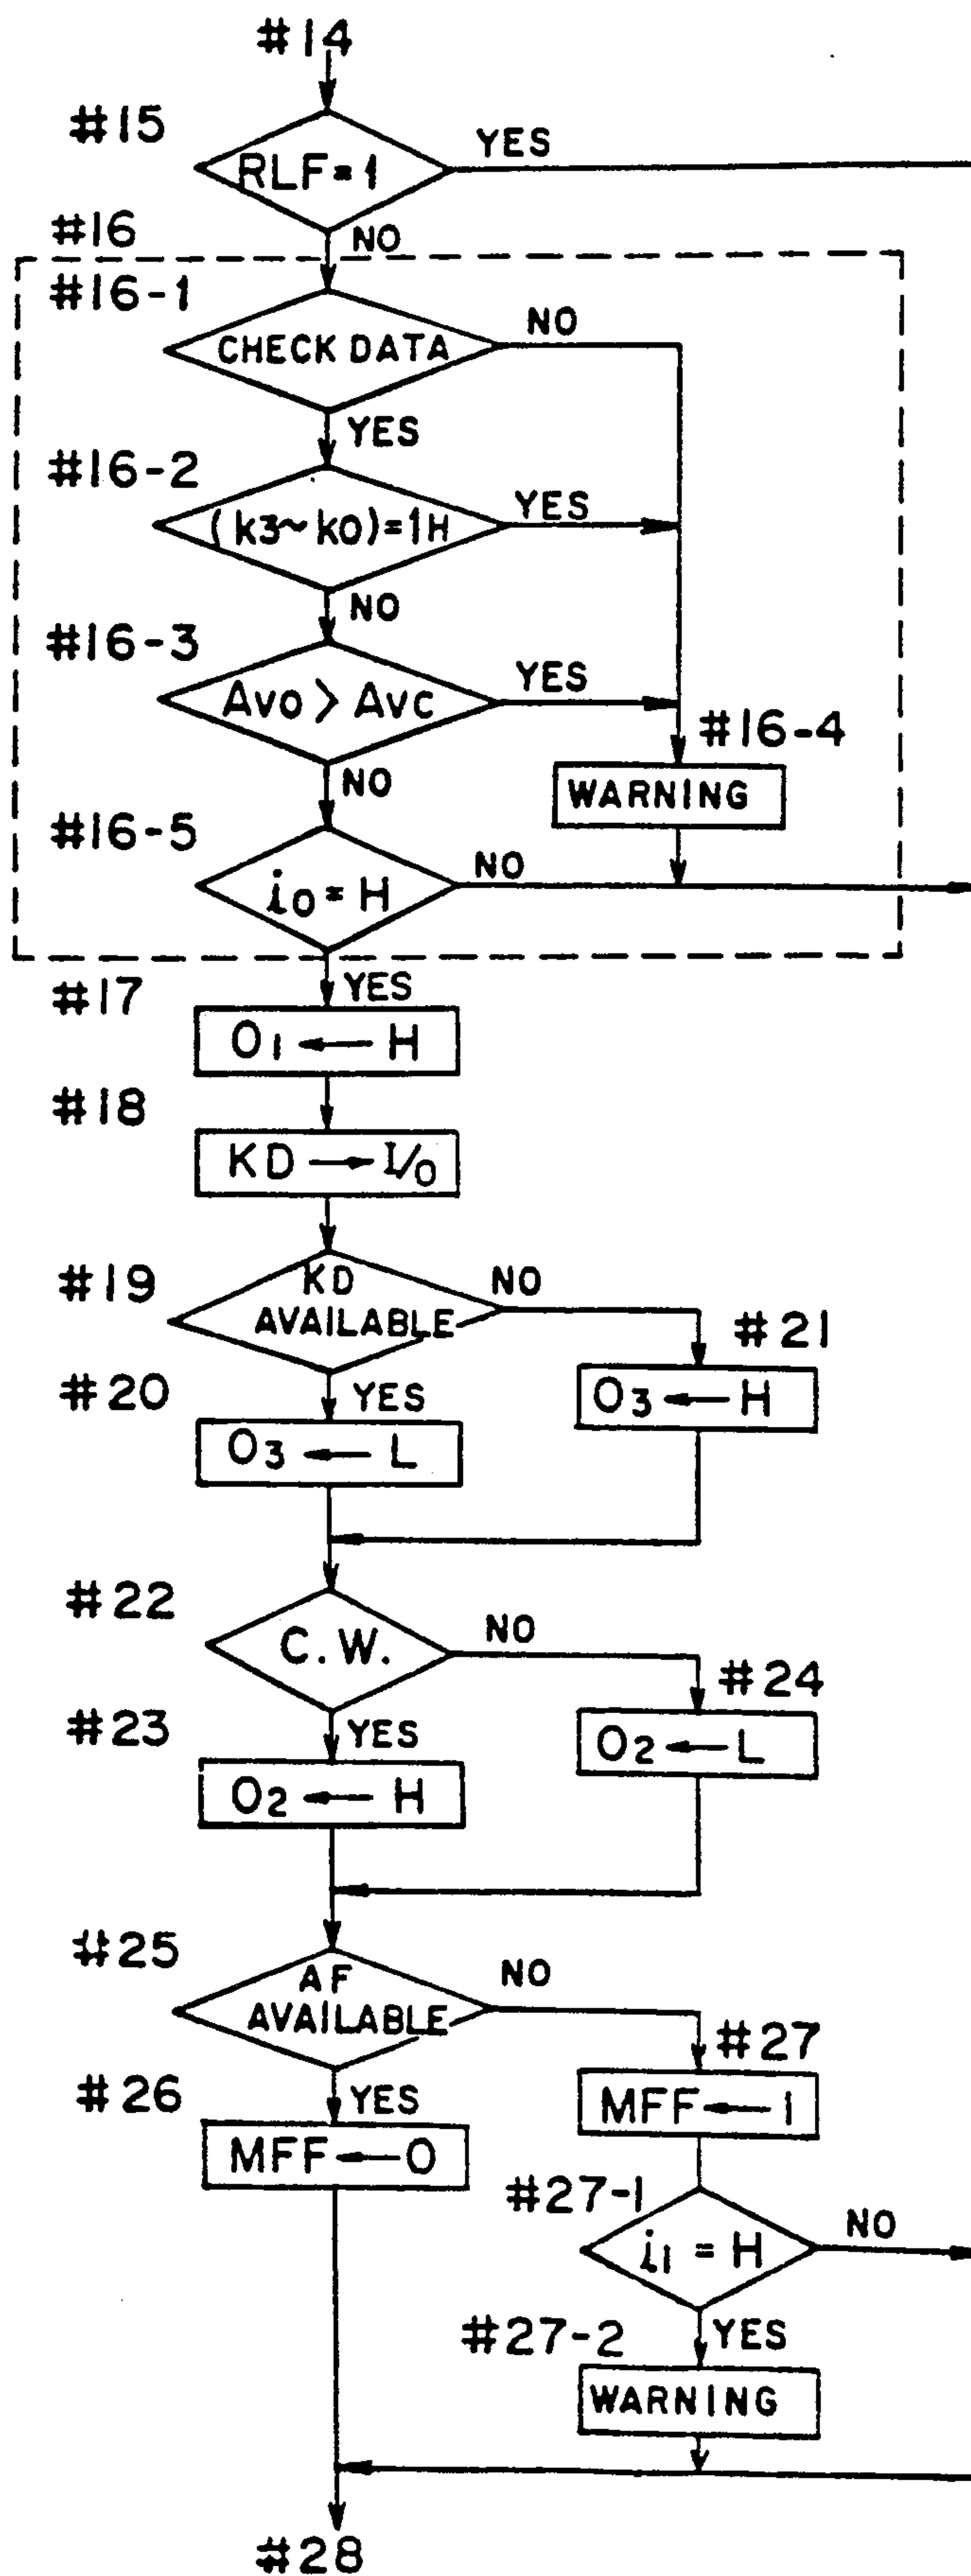 #14
#15
RLF=1
YES
#16
NO
#16-1
CHECK DATA
NO
YES
#16-2
(k3~k0)=1H
YES
NO
#16-3
Avo > Avc
YES
#16-4
NO
WARNING
#16-5
i0=H
NO
#17
YES
O1 ← H
#18
KD → I/O
#19
KD
AVAILABLE
NO
#21
#20
YES
O3 ← H
O3 ← L
#22
C.W.
NO
#24
#23
YES
O2 ← L
O2 ← H
#25
AF
AVAILABLE
NO
#27
#26
YES
MFF ← 1
MFF ← 0
#27-1
i1 = H
NO
#27-2
YES
WARNING
#28